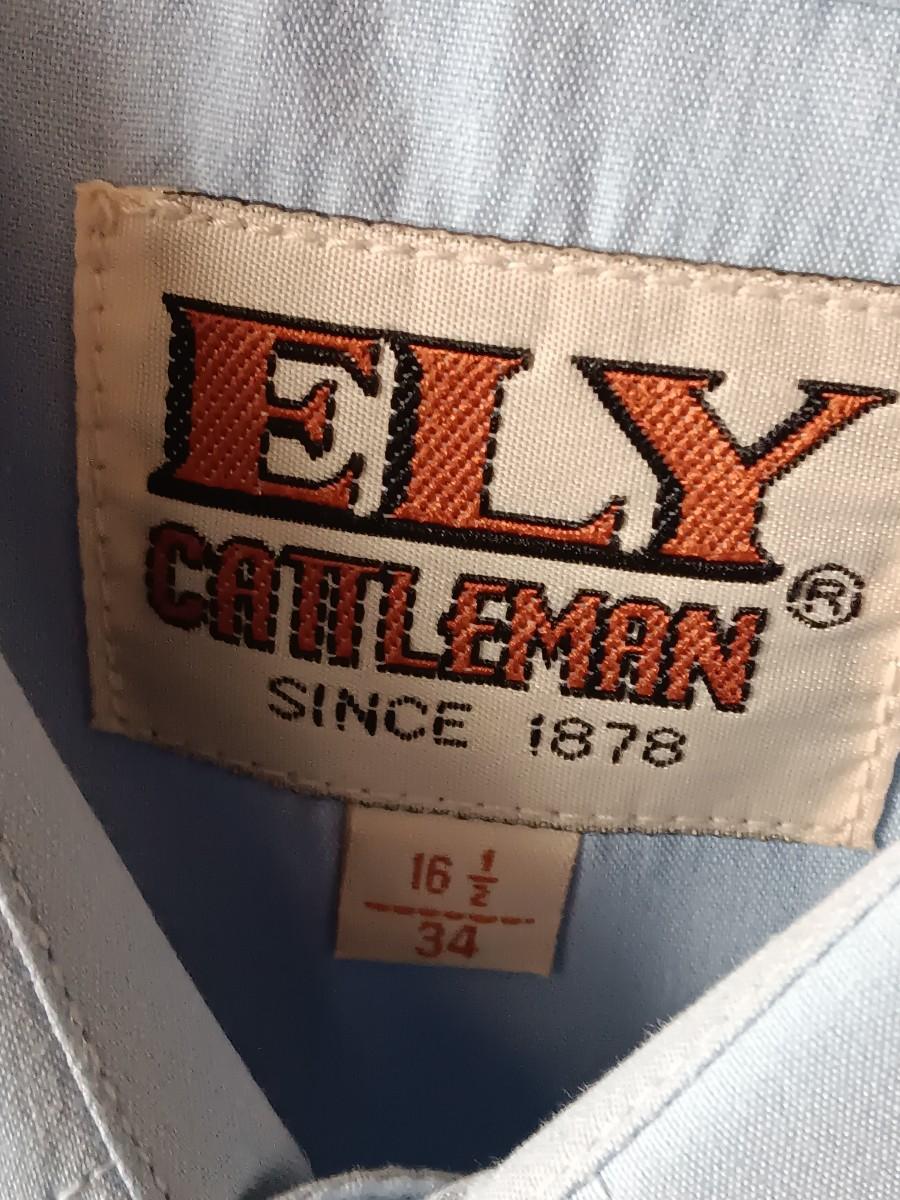 ELY
CATTLEMAN®
SINCE 1878
16 1/2
34